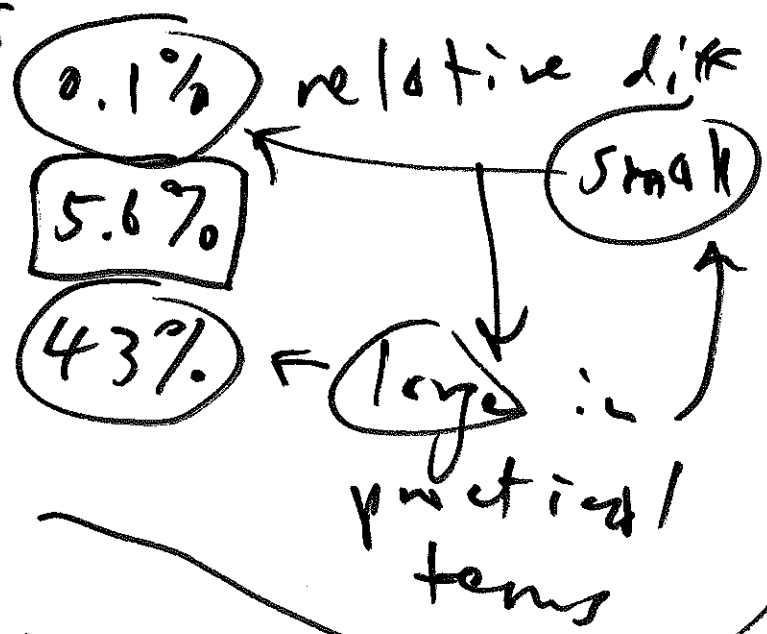 0.1% relative diff
small
5.6%
43% large in
practical
terms